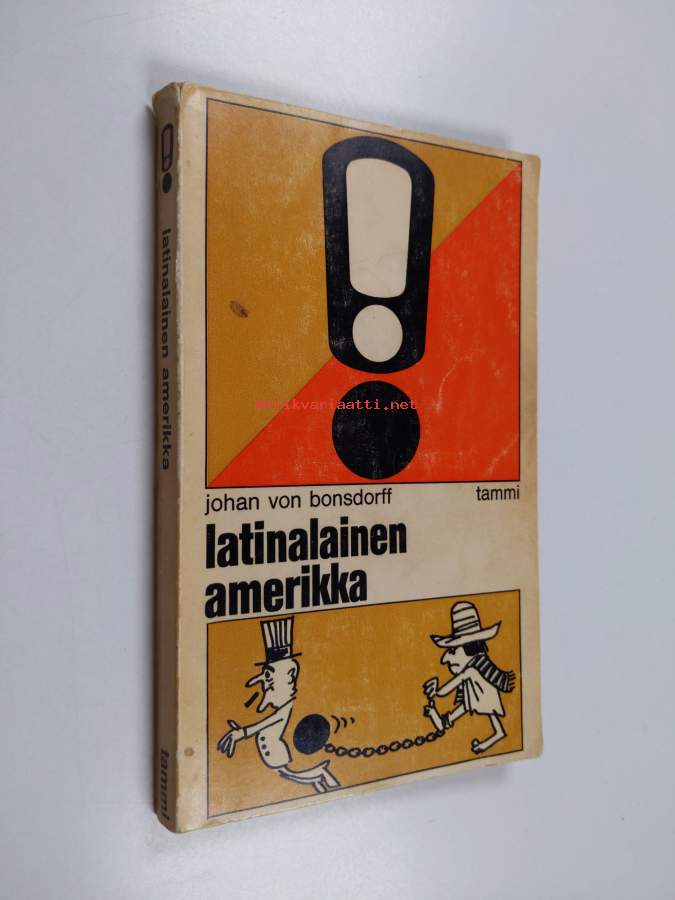 latinalainen amerikka
tammi
antikvariaatti.net
johan von bonsdorff tammi
latinalainen
amerikka